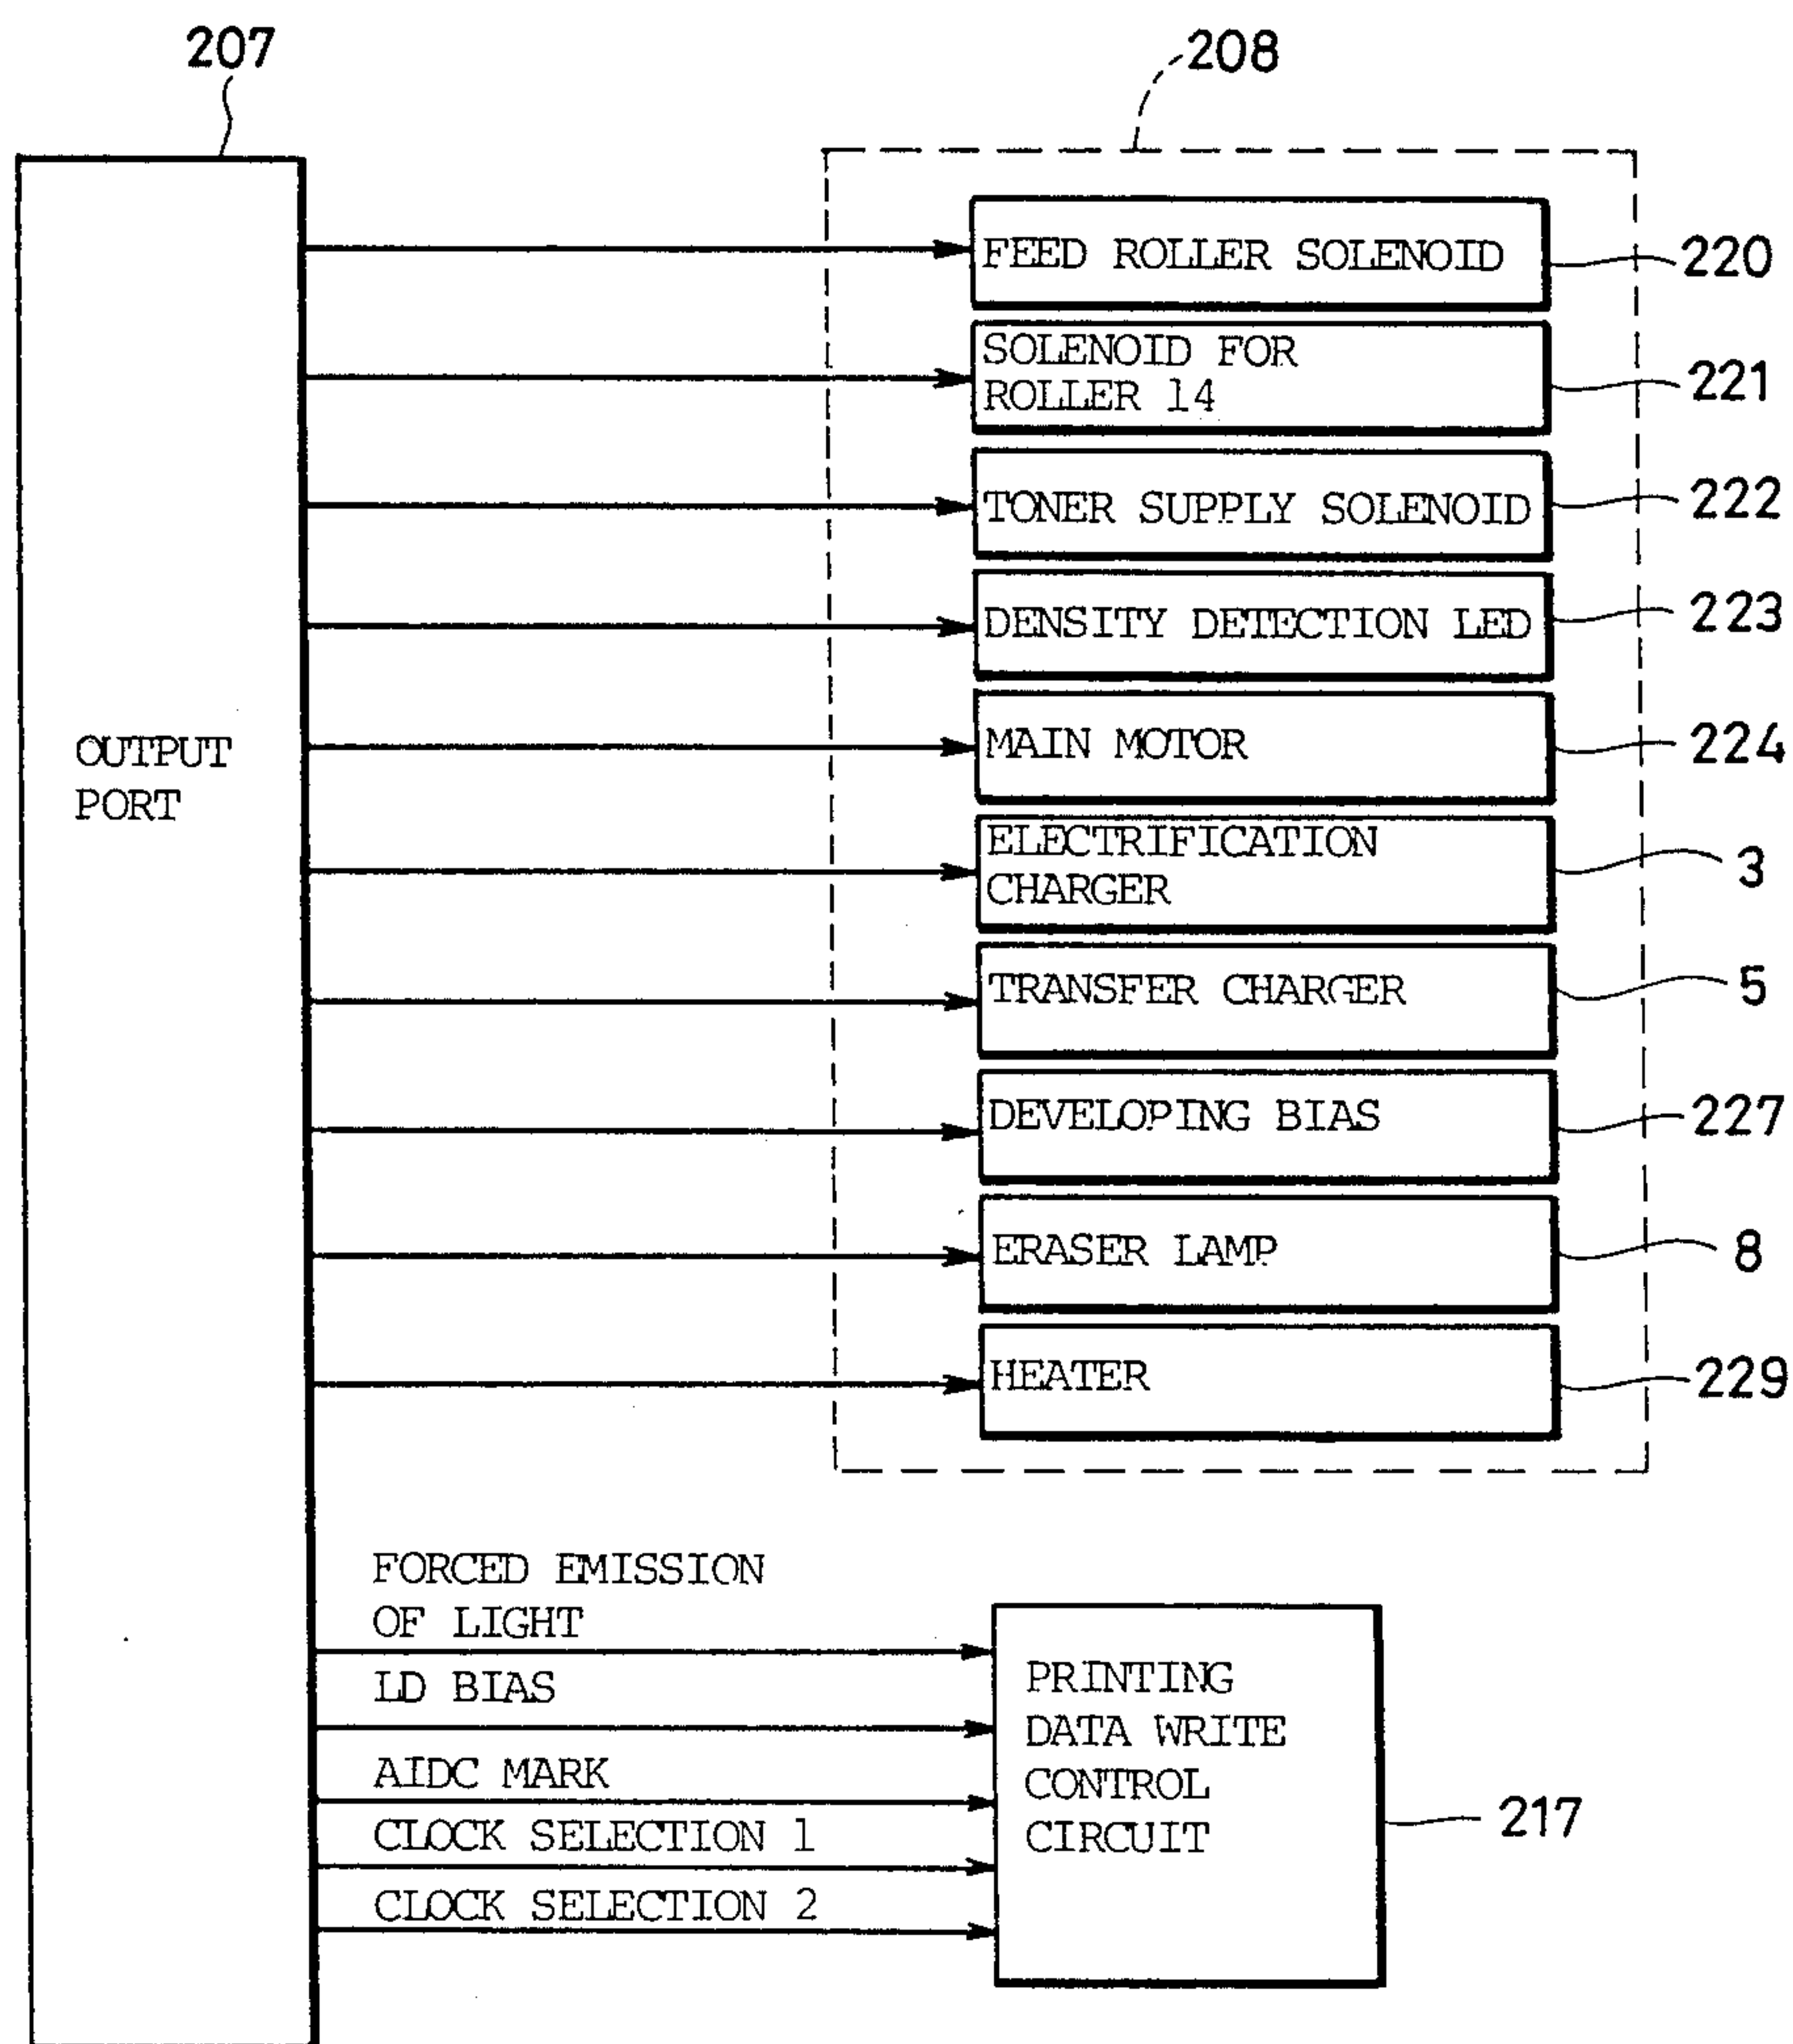 207
208
FEED ROLLER SOLENOID
220
SOLENOID FOR
ROLLER 14
221
TONER SUPPLY SOLENOID
222
DENSITY DETECTION LED
223
OUTPUT
PORT
MAIN MOTOR
224
ELECTRIFICATION
CHARGER
3
TRANSFER CHARGER
5
DEVELOPING BIAS
227
ERASER LAMP
8
HEATER
229
FORCED EMISSION
OF LIGHT
LD BIAS
AIDC MARK
CLOCK SELECTION 1
CLOCK SELECTION 2
PRINTING
DATA WRITE
CONTROL
CIRCUIT
217